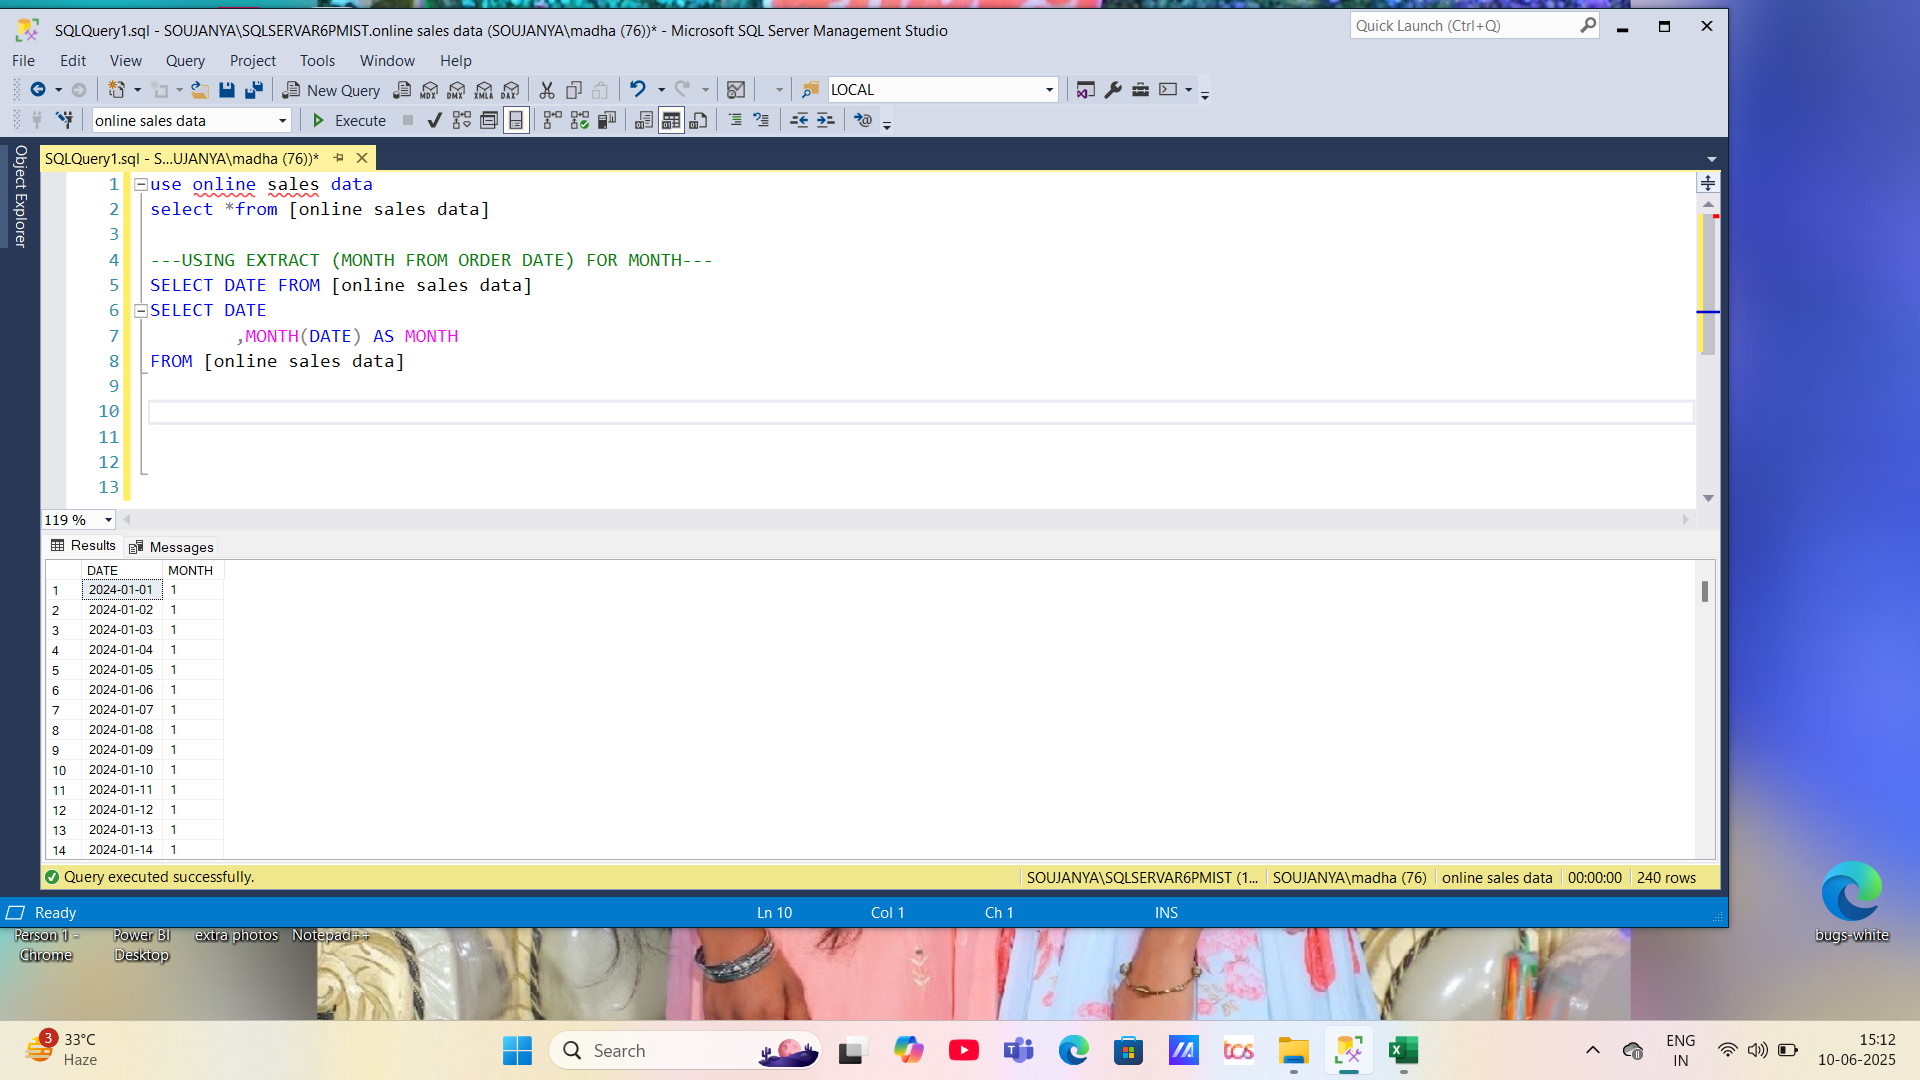 SQLQuery1.sql - SOUJANYA\SQLSERVAR6PMIST.online sales data (SOUJANYA\madha (76))* - Microsoft SQL Server Management Studio
Quick Launch (Ctrl+Q)
File Edit View Query Project Tools Window Help
New Query MDX DMX XMLA DAX LOCAL
online sales data Execute
Object Explorer
SQLQuery1.sql - S...UJANYA\madha (76))*
1 use online sales data
2 select *from [online sales data]
3
4 ---USING EXTRACT (MONTH FROM ORDER DATE) FOR MONTH---
5 SELECT DATE FROM [online sales data]
6 SELECT DATE
7 ,MONTH(DATE) AS MONTH
8 FROM [online sales data]
9
10
11
12
13
119 %
Results Messages
DATE MONTH
1 2024-01-01 1
2 2024-01-02 1
3 2024-01-03 1
4 2024-01-04 1
5 2024-01-05 1
6 2024-01-06 1
7 2024-01-07 1
8 2024-01-08 1
9 2024-01-09 1
10 2024-01-10 1
11 2024-01-11 1
12 2024-01-12 1
13 2024-01-13 1
14 2024-01-14 1
Query executed successfully. SOUJANYA\SQLSERVAR6PMIST (1... SOUJANYA\madha (76) online sales data 00:00:00 240 rows
Ready Ln 10 Col 1 Ch 1 INS
Person 1 -
Chrome
Power BI
Desktop
extra photos
Notepad++
bugs-white
3
33°C
Haze
Search
tcs
ENG
IN
15:12
10-06-2025